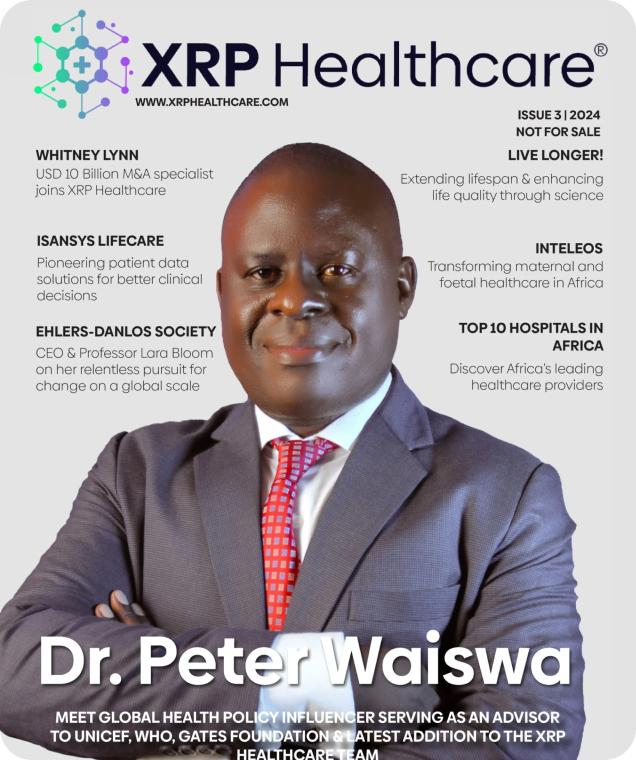 XRP Healthcare®
WWW.XRPHEALTHCARE.COM
ISSUE 3 | 2024
NOT FOR SALE
WHITNEY LYNN
USD 10 Billion M&A specialist
joins XRP Healthcare
ISANSYS LIFECARE
Pioneering patient data
solutions for better clinical
decisions
EHLERS-DANLOS SOCIETY
CEO & Professor Lara Bloom
on her relentless pursuit for
change on a global scale
LIVE LONGER!
Extending lifespan & enhancing
life quality through science
INTELEOS
Transforming maternal and
foetal healthcare in Africa
TOP 10 HOSPITALS IN
AFRICA
Discover Africa's leading
healthcare providers
Dr. Peter Waiswa
MEET GLOBAL HEALTH POLICY INFLUENCER SERVING AS AN ADVISOR
TO UNICEF, WHO, GATES FOUNDATION & LATEST ADDITION TO THE XRP
HEALTHCARE TEAM